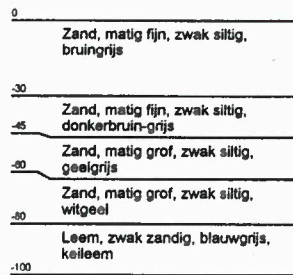 0
Zand, matig fijn, zwak siltig,
bruingrijs
-30
Zand, matig fijn, zwak siltig,
donkerbruin-grijs
-45
Zand, matig grof, zwak siltig,
geelgrijs
-60
Zand, matig grof, zwak siltig,
witgeel
-80
Leem, zwak zandig, blauwgrijs,
keileem
-100